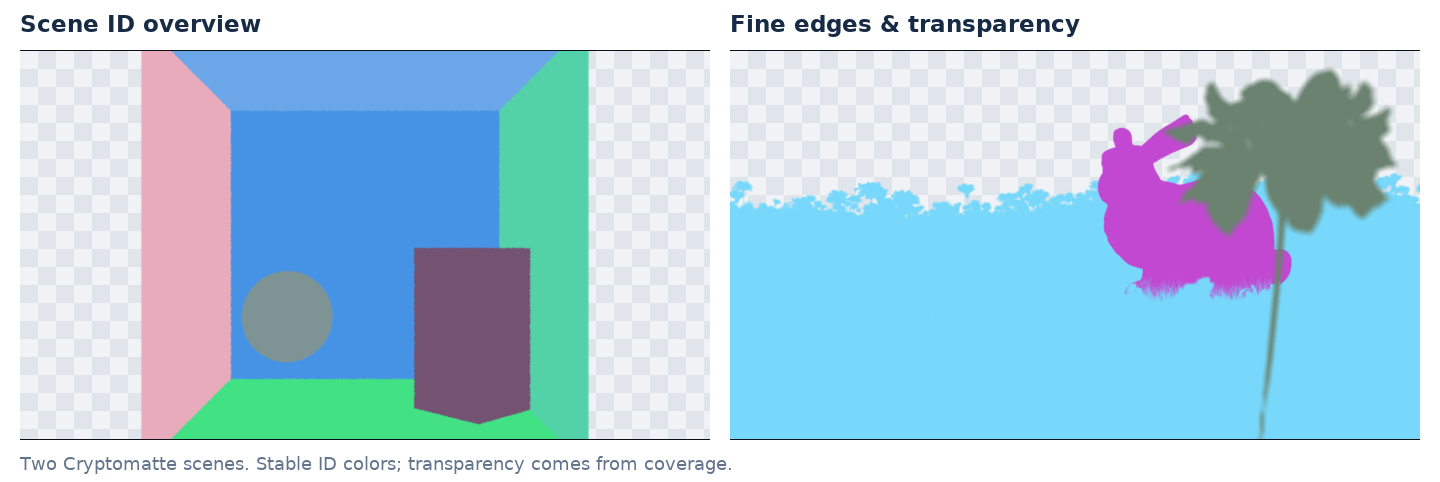 Scene ID overview
Fine edges & transparency
Two Cryptomatte scenes. Stable ID colors; transparency comes from coverage.